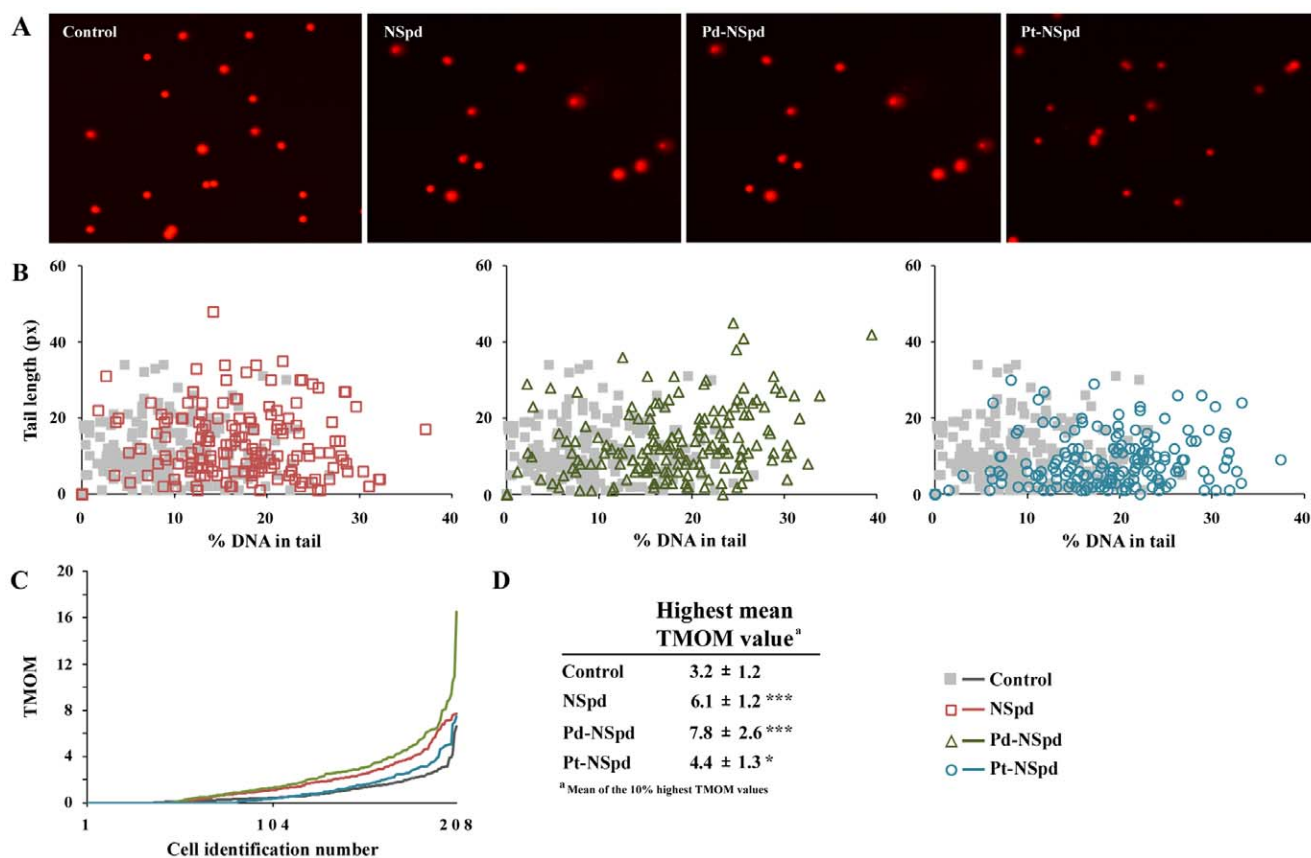 A
Control
NSpd
Pd-NSpd
Pt-NSpd
B
Tail length (px)
60
40
20
0
0 10 20 30 40
% DNA in tail
60
40
20
0
0 10 20 30 40
% DNA in tail
60
40
20
0
0 10 20 30 40
% DNA in tail
C
TMOM
20
16
12
8
4
0
1 104 208
Cell identification number
D
Highest mean
TMOM value a
Control 3.2 ± 1.2
NSpd 6.1 ± 1.2 ***
Pd-NSpd 7.8 ± 2.6 ***
Pt-NSpd 4.4 ± 1.3 *
a Mean of the 10% highest TMOM values
Control
NSpd
Pd-NSpd
Pt-NSpd